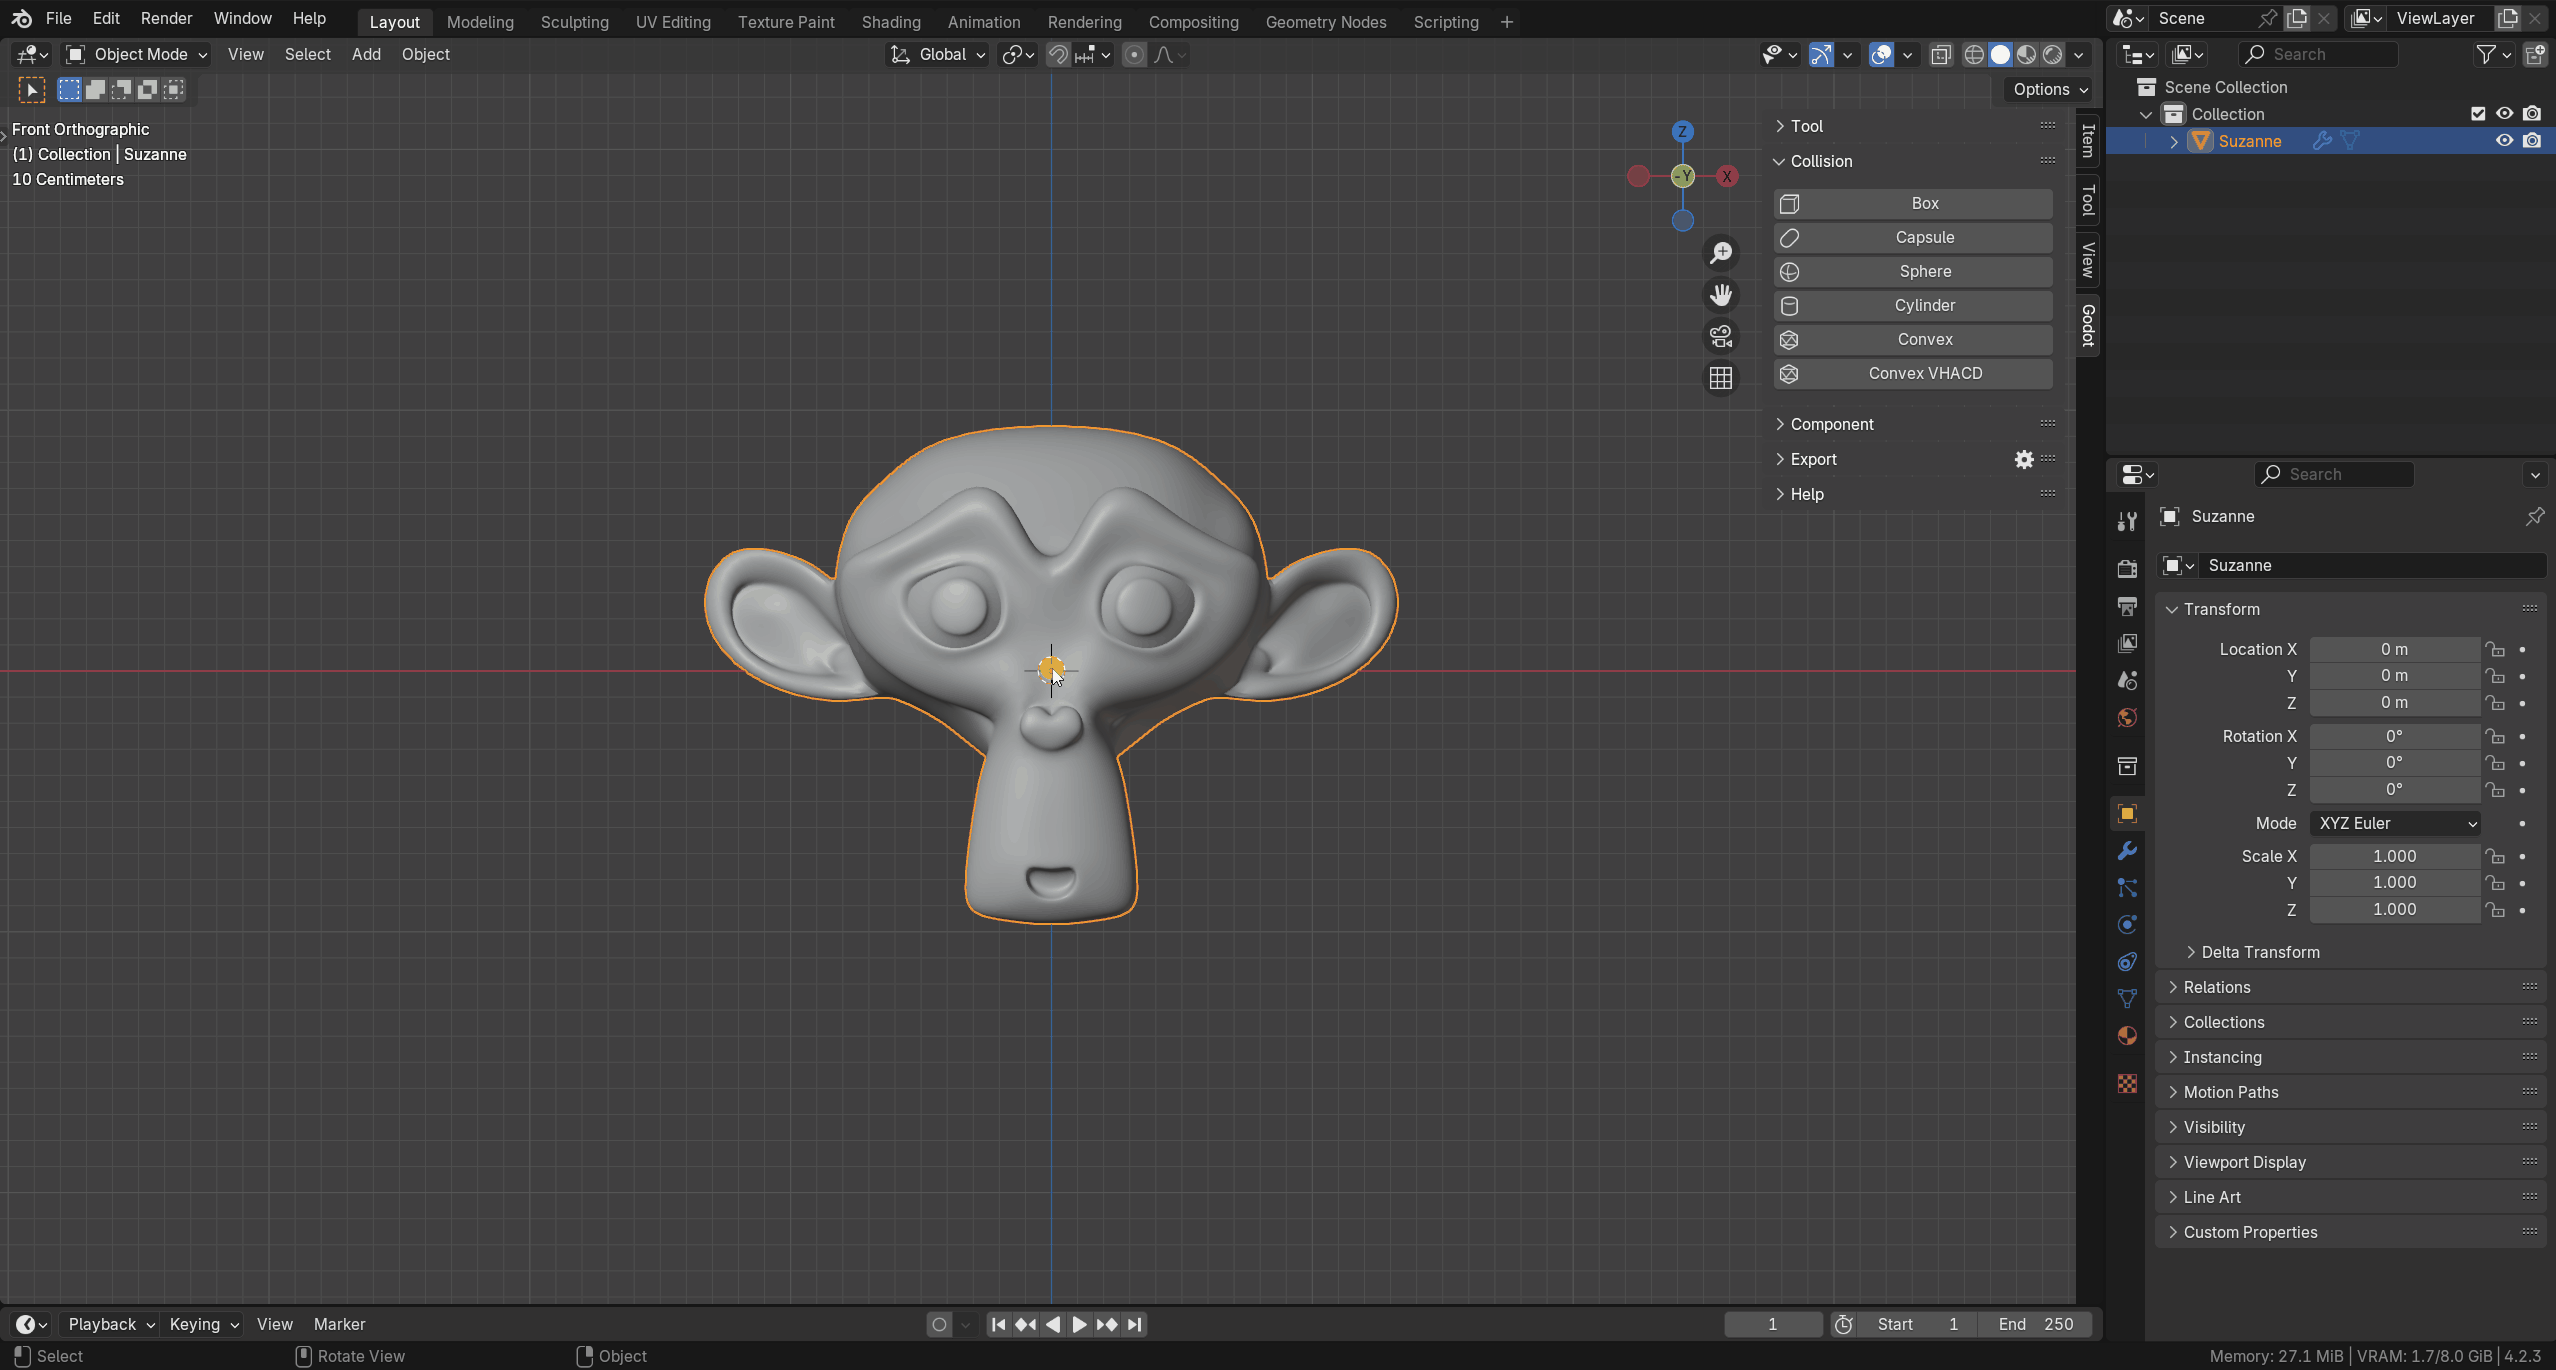 File Edit Render Window Help Layout Modeling Sculpting UV Editing Texture Paint Shading Animation Rendering Compositing Geometry Nodes Scripting Scene ViewLayer
Object Mode View Select Add Object Global Search
Options
Front Orthographic
(1) Collection | Suzanne
10 Centimeters
Z
-Y
X
Tool
Collision
Box
Capsule
Sphere
Cylinder
Convex
Convex VHACD
Component
Export
Help
Item
Tool
View
Godot
Scene Collection
Collection
Suzanne
Search
Suzanne
Suzanne
Transform
Location X 0 m
Y 0 m
Z 0 m
Rotation X 0°
Y 0°
Z 0°
Mode XYZ Euler
Scale X 1.000
Y 1.000
Z 1.000
Delta Transform
Relations
Collections
Instancing
Motion Paths
Visibility
Viewport Display
Line Art
Custom Properties
Playback Keying View Marker 1 Start 1 End 250
Select Rotate View Object Memory: 27.1 MiB | VRAM: 1.7/8.0 GiB | 4.2.3